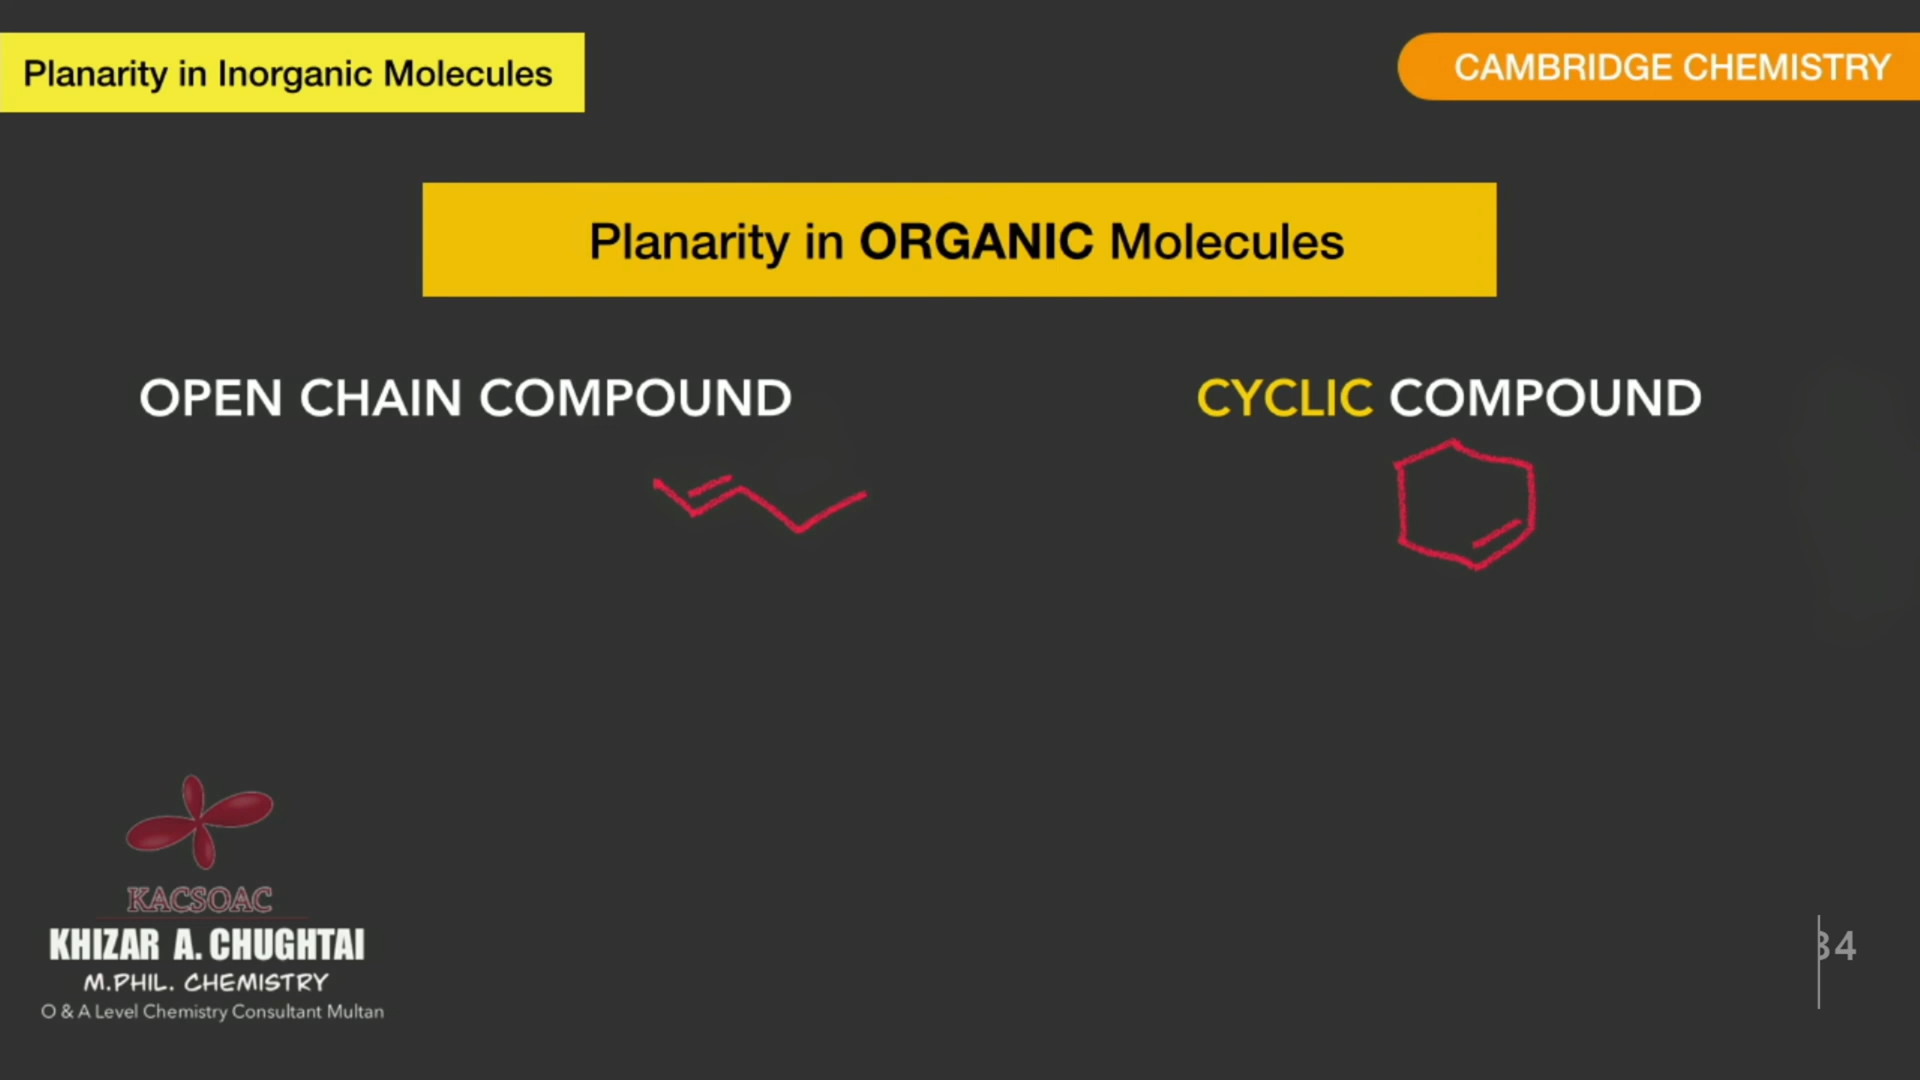 Planarity in Inorganic Molecules
CAMBRIDGE CHEMISTRY
Planarity in ORGANIC Molecules
OPEN CHAIN COMPOUND
CYCLIC COMPOUND
KACSOAC
KHIZAR A. CHUGHTAI
M.PHIL. CHEMISTRY
O & A Level Chemistry Consultant Multan
34